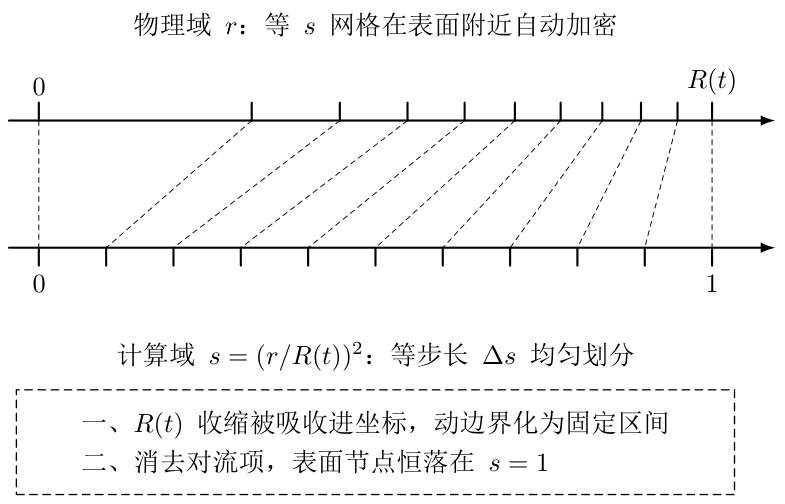 物理域 r：等 s 网格在表面附近自动加密
0
R(t)
0
1
计算域 s = (r/R(t))²：等步长 Δs 均匀划分
一、R(t) 收缩被吸收进坐标，动边界化为固定区间
二、消去对流项，表面节点恒落在 s = 1